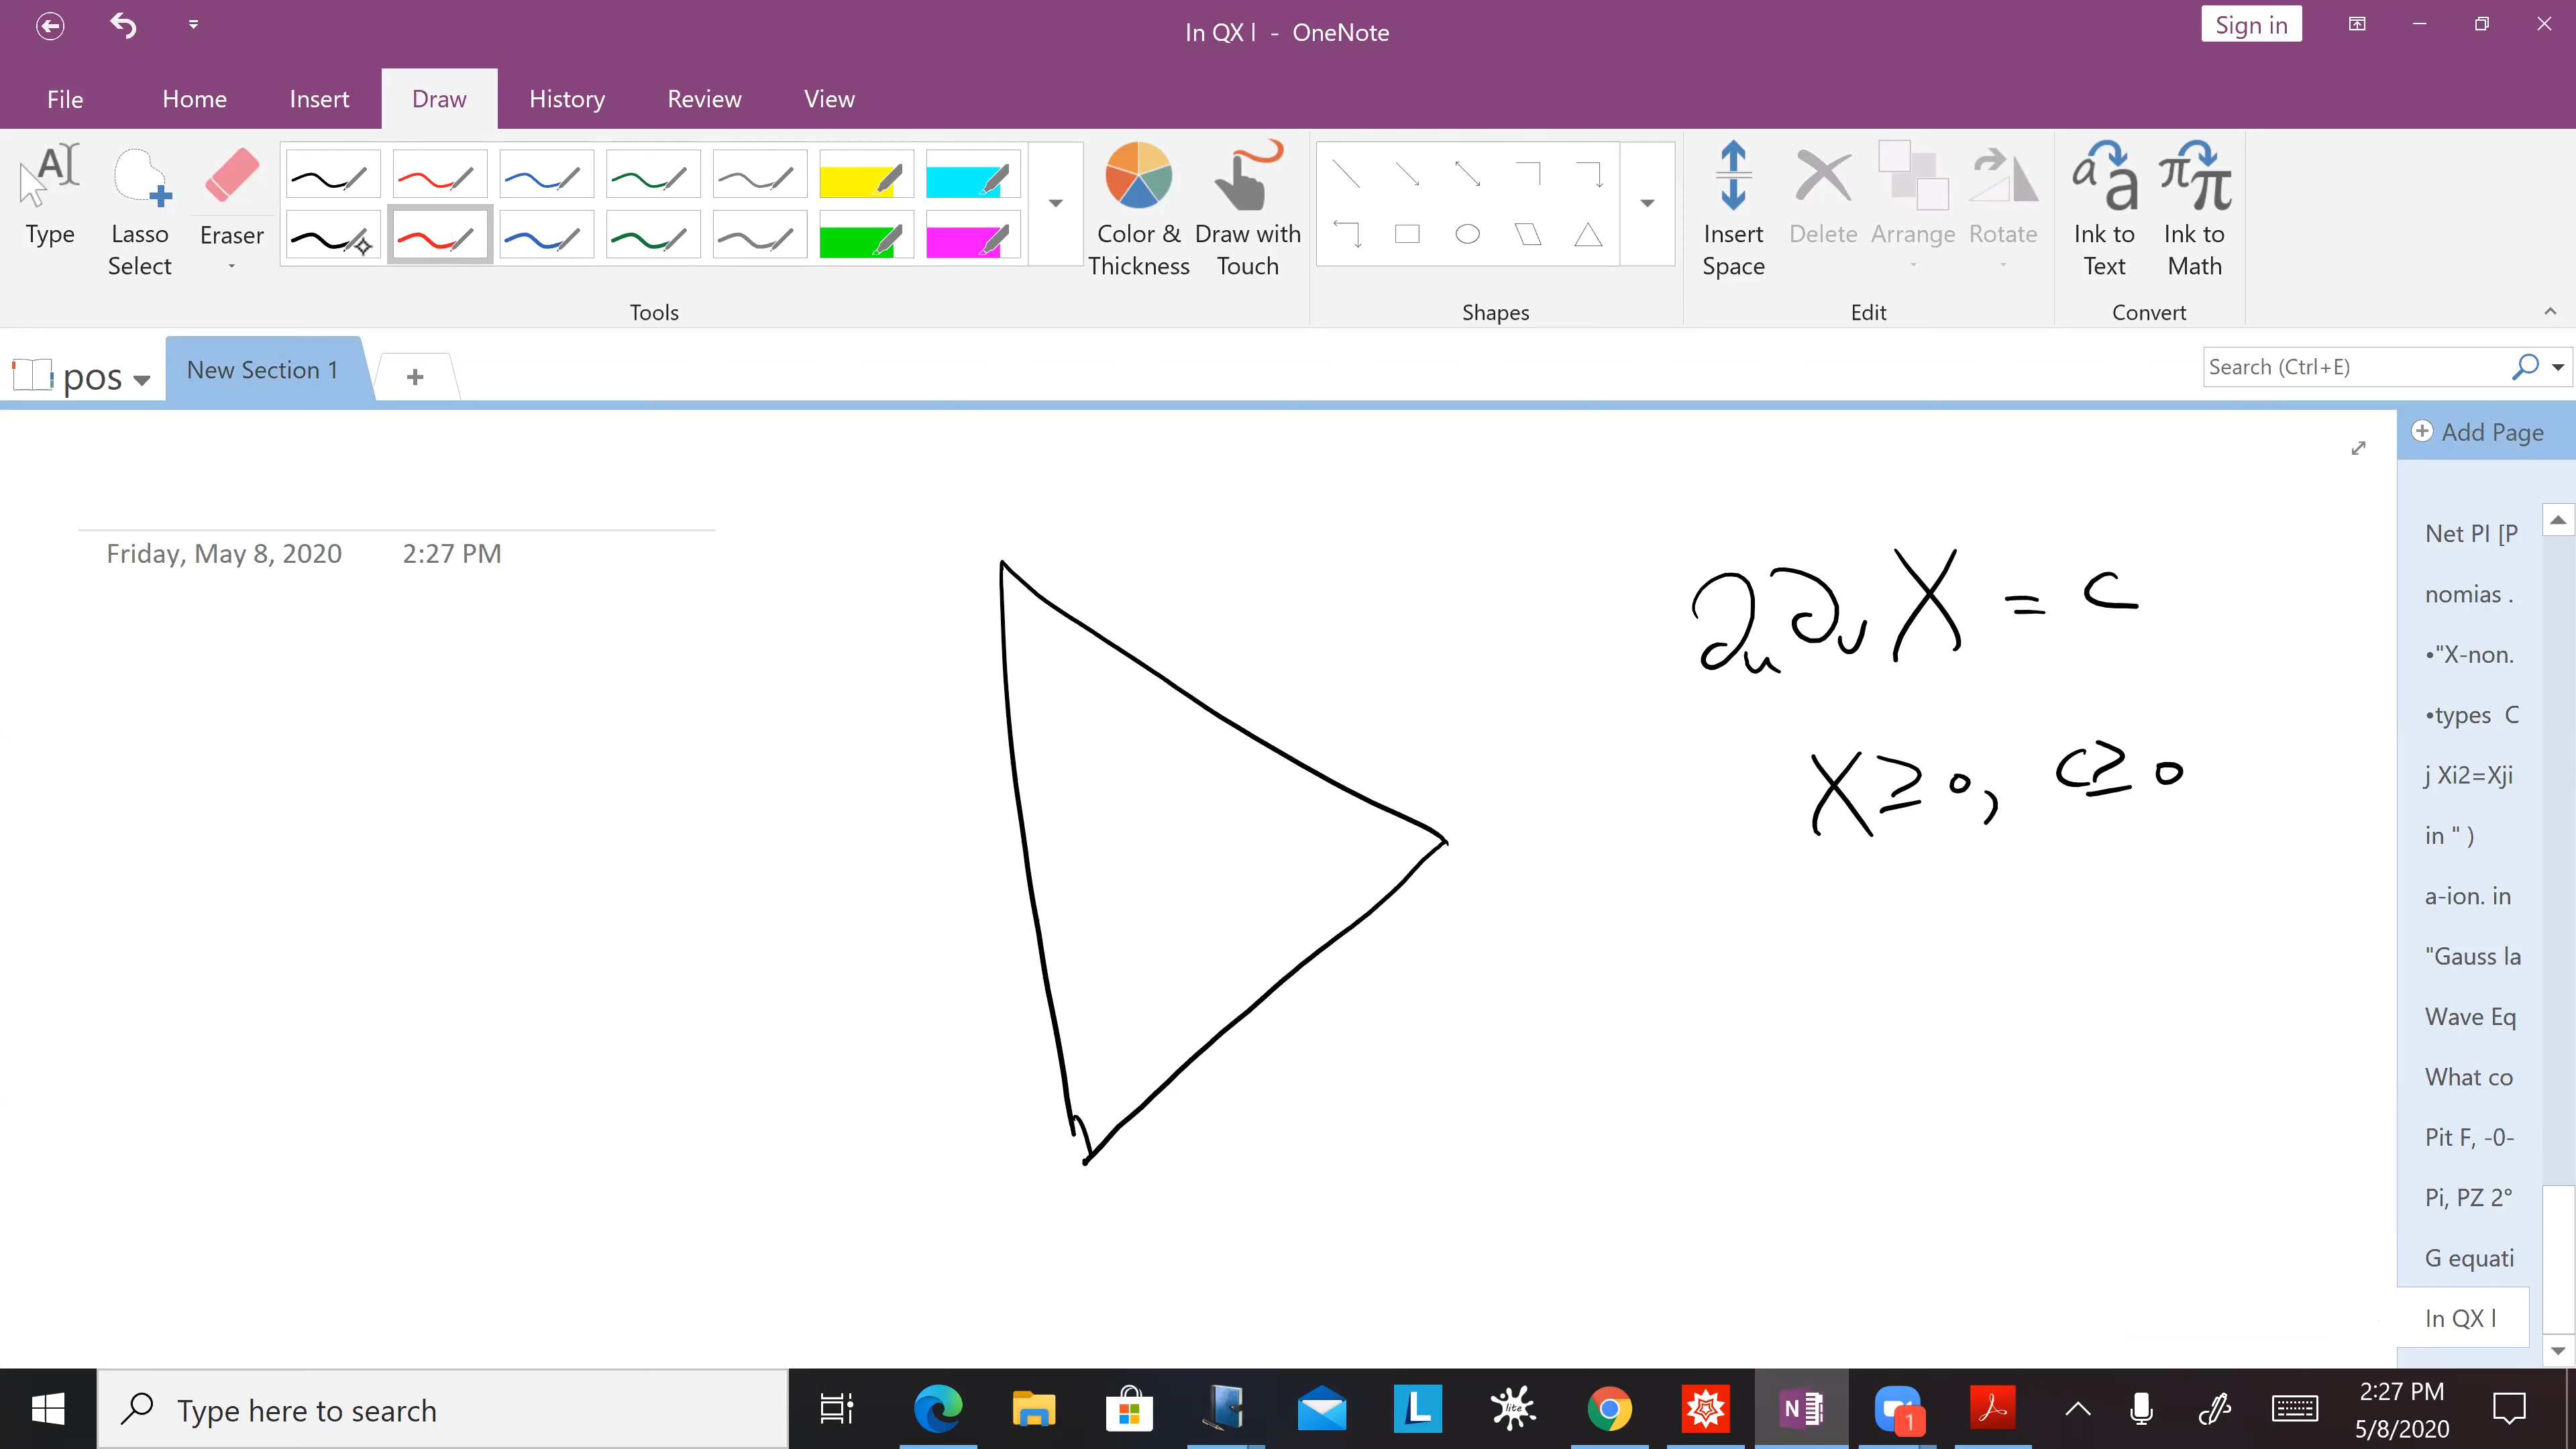 In QX l - OneNote
Sign in
File Home Insert Draw History Review View
Type
Lasso Select
Eraser
Color & Thickness
Draw with Touch
Insert Space
Delete
Arrange
Rotate
Ink to Text
Ink to Math
Tools
Shapes
Edit
Convert
pos
New Section 1
+
Search (Ctrl+E)
Add Page
Friday, May 8, 2020 2:27 PM
∂u∂vX = c
X ≥ 0, c ≥ 0
Net PI [P
nomias .
•"X-non.
•types C
j Xi2=Xji
in " )
a-ion. in
"Gauss la
Wave Eq
What co
Pit F, -0-
Pi, PZ 2°
G equati
In QX l
Type here to search
L
lite
N
1
2:27 PM
5/8/2020